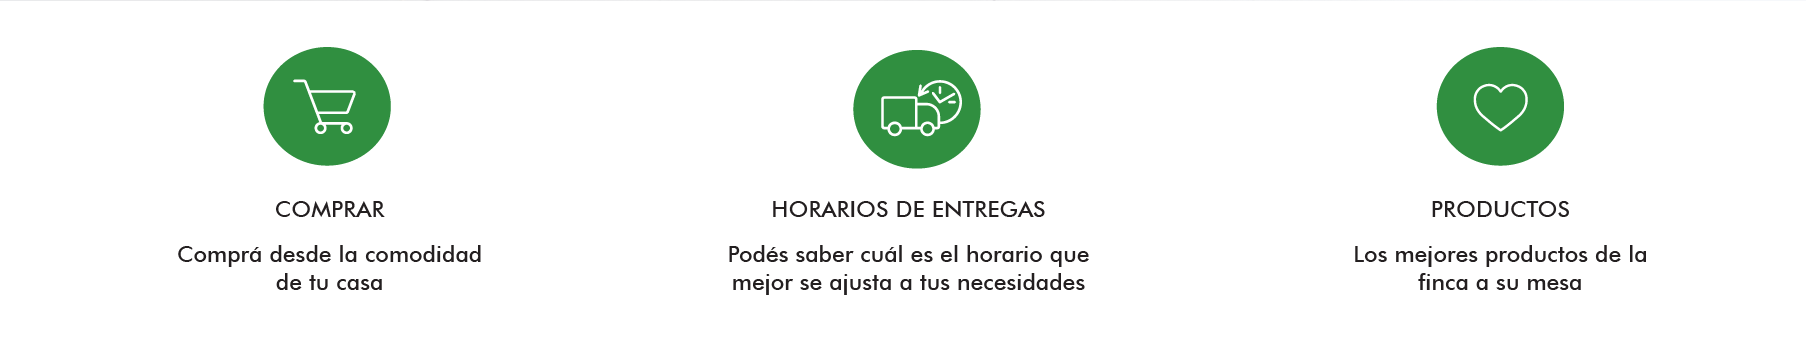 COMPRAR
Comprá desde la comodidad
de tu casa
HORARIOS DE ENTREGAS
Podés saber cuál es el horario que
mejor se ajusta a tus necesidades
PRODUCTOS
Los mejores productos de la
finca a su mesa